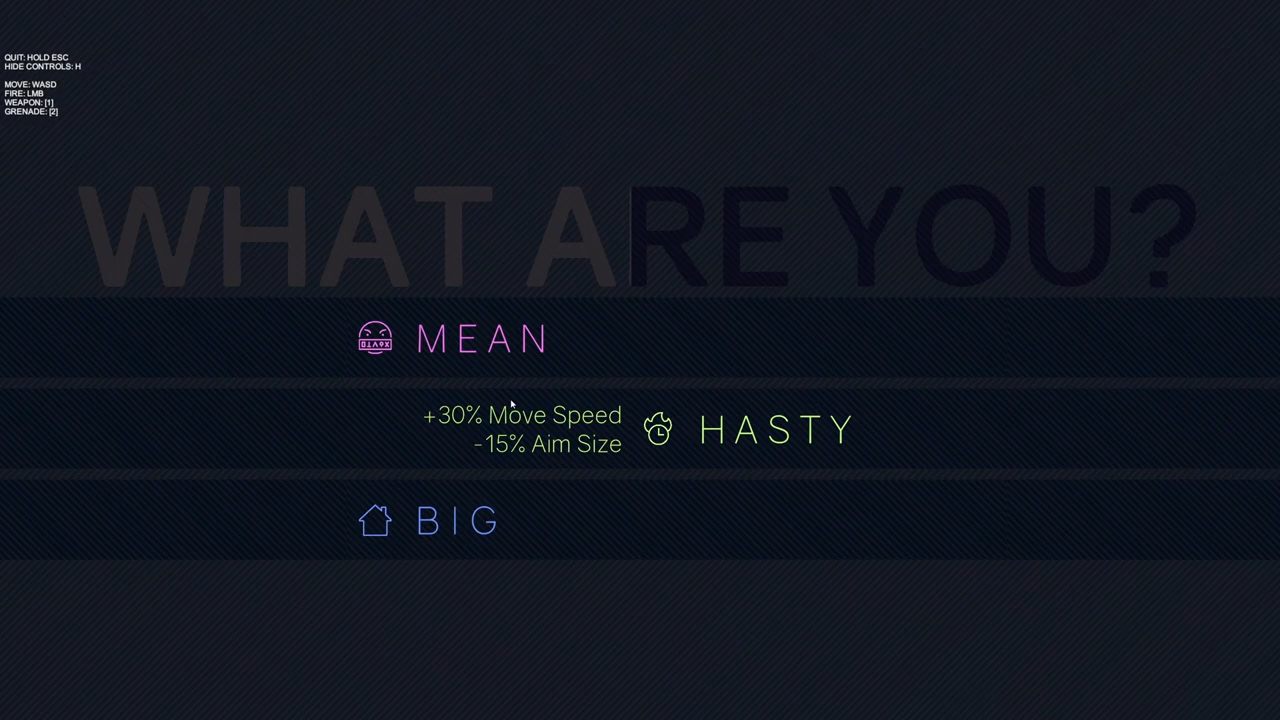 QUIT: HOLD ESC
HIDE CONTROLS: H
MOVE: WASD
FIRE: LMB
WEAPON: [1]
GRENADE: [2]
WHAT ARE YOU?
MEAN
+30% Move Speed
-15% Aim Size
HASTY
BIG